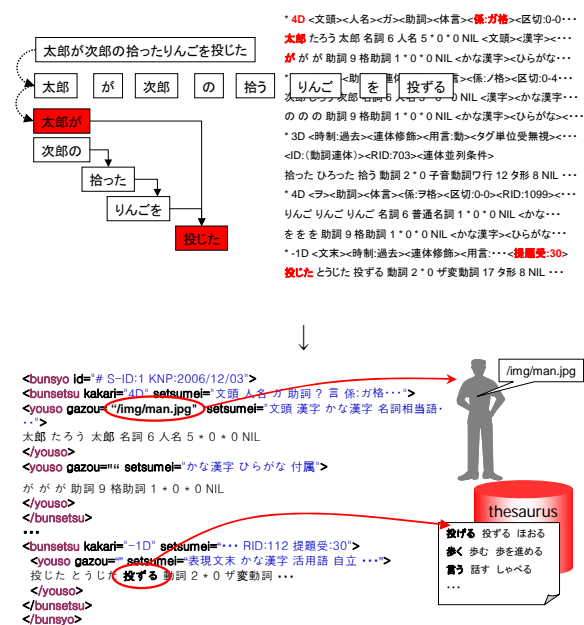 太郎が次郎の拾ったりんごを投じた
太郎 が 次郎 の 拾う りんご を 投ずる
太郎が
次郎の
拾った
りんごを
投じた
* 4D <文頭><人名><ガ><助詞><体言><係:ガ格><区切:0-0･･･
太郎 たろう 太郎 名詞 6 人名 5 * 0 * 0 NIL <文頭><漢字><･･･
が が が 助詞 9 格助詞 1 * 0 * 0 NIL <かな漢字><ひらがな･･･
<係:ノ格><区切:0-4･･･
NIL <漢字><かな漢字･･･
の の の 助詞 9 格助詞 1 * 0 * 0 NIL <かな漢字><ひらがな><･･･
* 3D <時制:過去><連体修飾><用言:動><タグ単位受無視><･･･
<ID:（動詞連体）><RID:703><連体並列条件>
拾った ひろった 拾う 動詞 2 * 0 子音動詞ワ行 12 タ形 8 NIL ･･･
* 4D <ヲ><助詞><体言><係:ヲ格><区切:0-0><RID:1099><･･･
りんご りんご りんご 名詞 6 普通名詞 1 * 0 * 0 NIL <かな･･･
を を を 助詞 9 格助詞 1 * 0 * 0 NIL <かな漢字><ひらがな･･･
* -1D <文末><時制:過去><連体修飾><用言:･･･<提題受:30>
投じた とうじた 投ずる 動詞 2 * 0 ザ変動詞 17 タ形 8 NIL ･･･
↓
<bunsyo id="# S-ID:1 KNP:2006/12/03">
<bunsetsu kakari="4D" setsumei="文頭 人名 ガ 助詞 ? 言 係:ガ格･･･">
<youso gazou="/img/man.jpg" setsumei="文頭 漢字 かな漢字 名詞相当語･
･･">
太郎 たろう 太郎 名詞 6 人名 5 * 0 * 0 NIL
</youso>
<youso gazou="" setsumei="かな漢字 ひらがな 付属">
が が が 助詞 9 格助詞 1 * 0 * 0 NIL
</youso>
</bunsetsu>
･･･
<bunsetsu kakari="-1D" setsumei="･･･ RID:112 提題受:30">
<youso gazou="" setsumei="表現文末 かな漢字 活用語 自立 ･･･">
投じた とうじた 投ずる 動詞 2 * 0 ザ変動詞 ･･･
</youso>
</bunsetsu>
</bunsyo>
/img/man.jpg
thesaurus
投げる 投ずる ほおる
歩く 歩む 歩を進める
言う 話す しゃべる
･･･